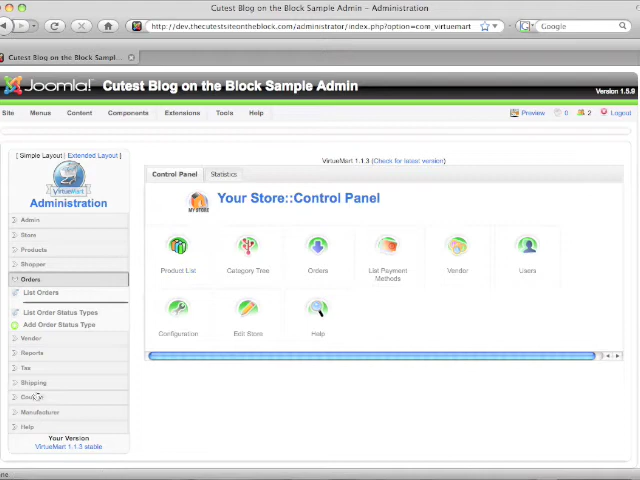 Cutest Blog on the Block Sample Admin – Administration
http://dev.thecutestsiteontheblock.com/administrator/index.php?option=com_virtuemart
Google
Cutest Blog on the Block Sampl...
Joomla! Cutest Blog on the Block Sample Admin
Version 1.5.9
Site Menus Content Components Extensions Tools Help Preview 0 2 Logout
[ Simple Layout | Extended Layout ]
VirtueMart 1.1.3 (Check for latest version)
Control Panel Statistics
VirtueMart
Administration
MY STORE
Your Store::Control Panel
Admin
Store
Products
Shopper
Orders
List Orders
List Order Status Types
Add Order Status Type
Vendor
Reports
Tax
Shipping
Manufacturer
Help
Your Version
VirtueMart 1.1.3 stable
Product List
Category Tree
Orders
List Payment
Methods
Vendor
Users
Configuration
Edit Store
Help